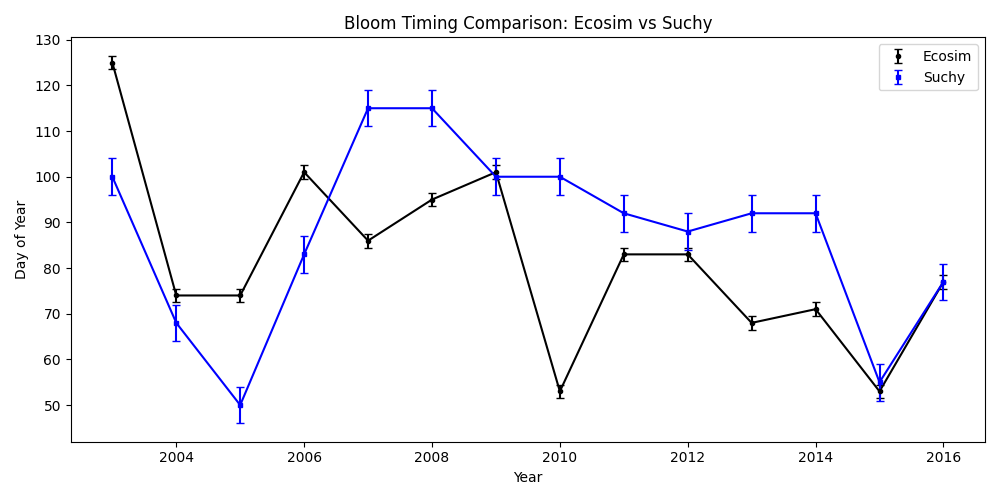 Bloom Timing Comparison: Ecosim vs Suchy
Ecosim
Suchy
Day of Year
130
120
110
100
90
80
70
60
50
2004 2006 2008 2010 2012 2014 2016
Year